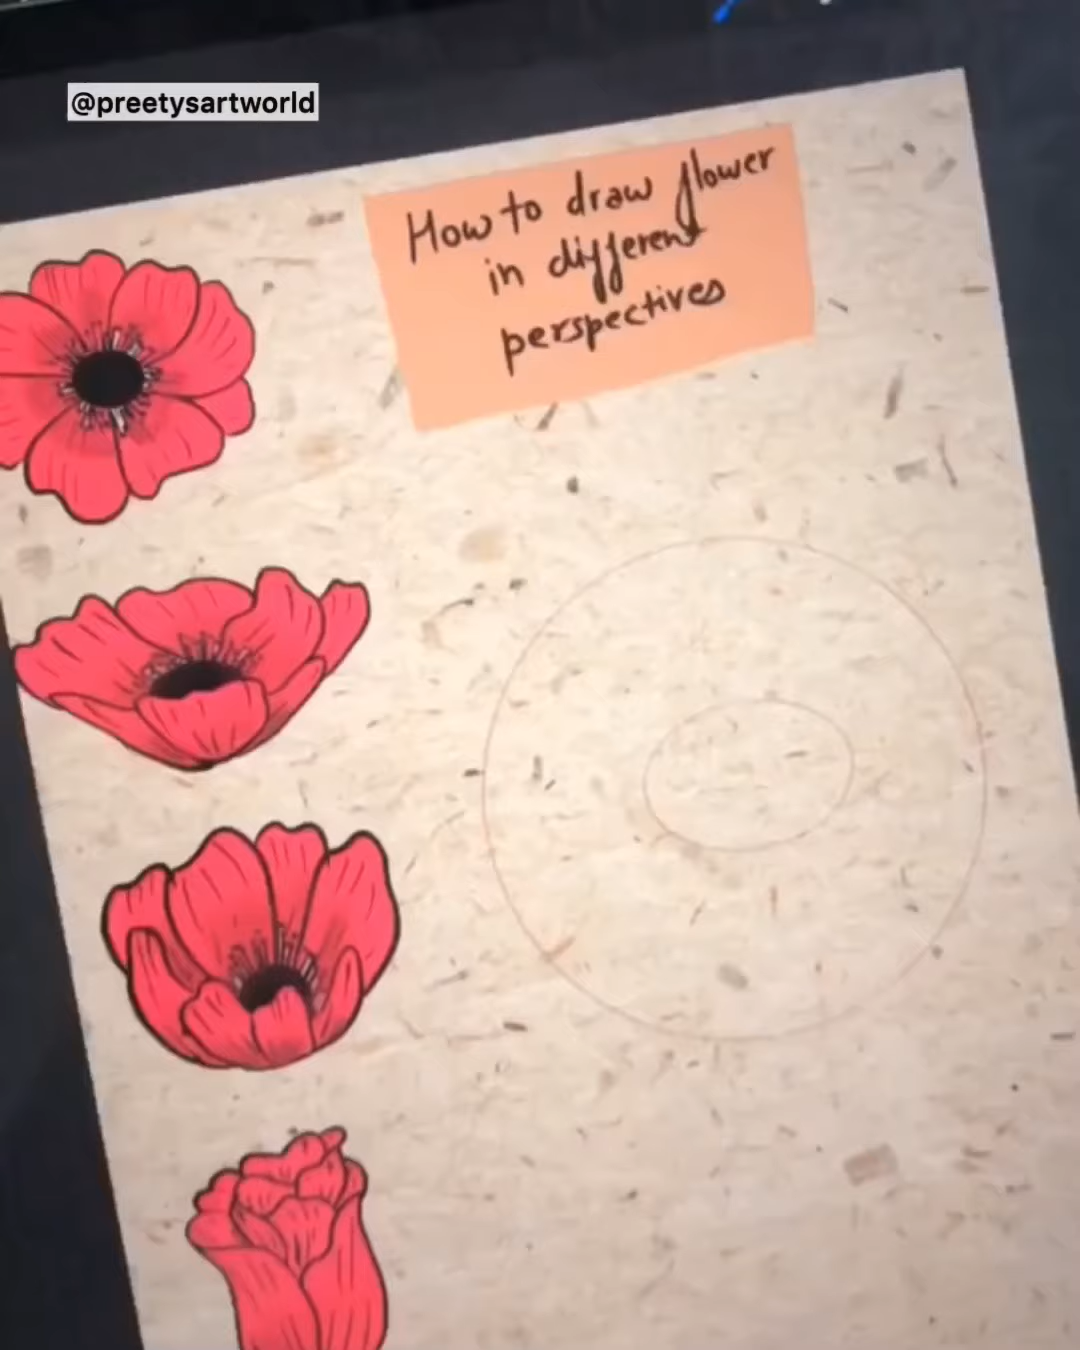 @preetysartworld
How to draw flower
in different
perspectives